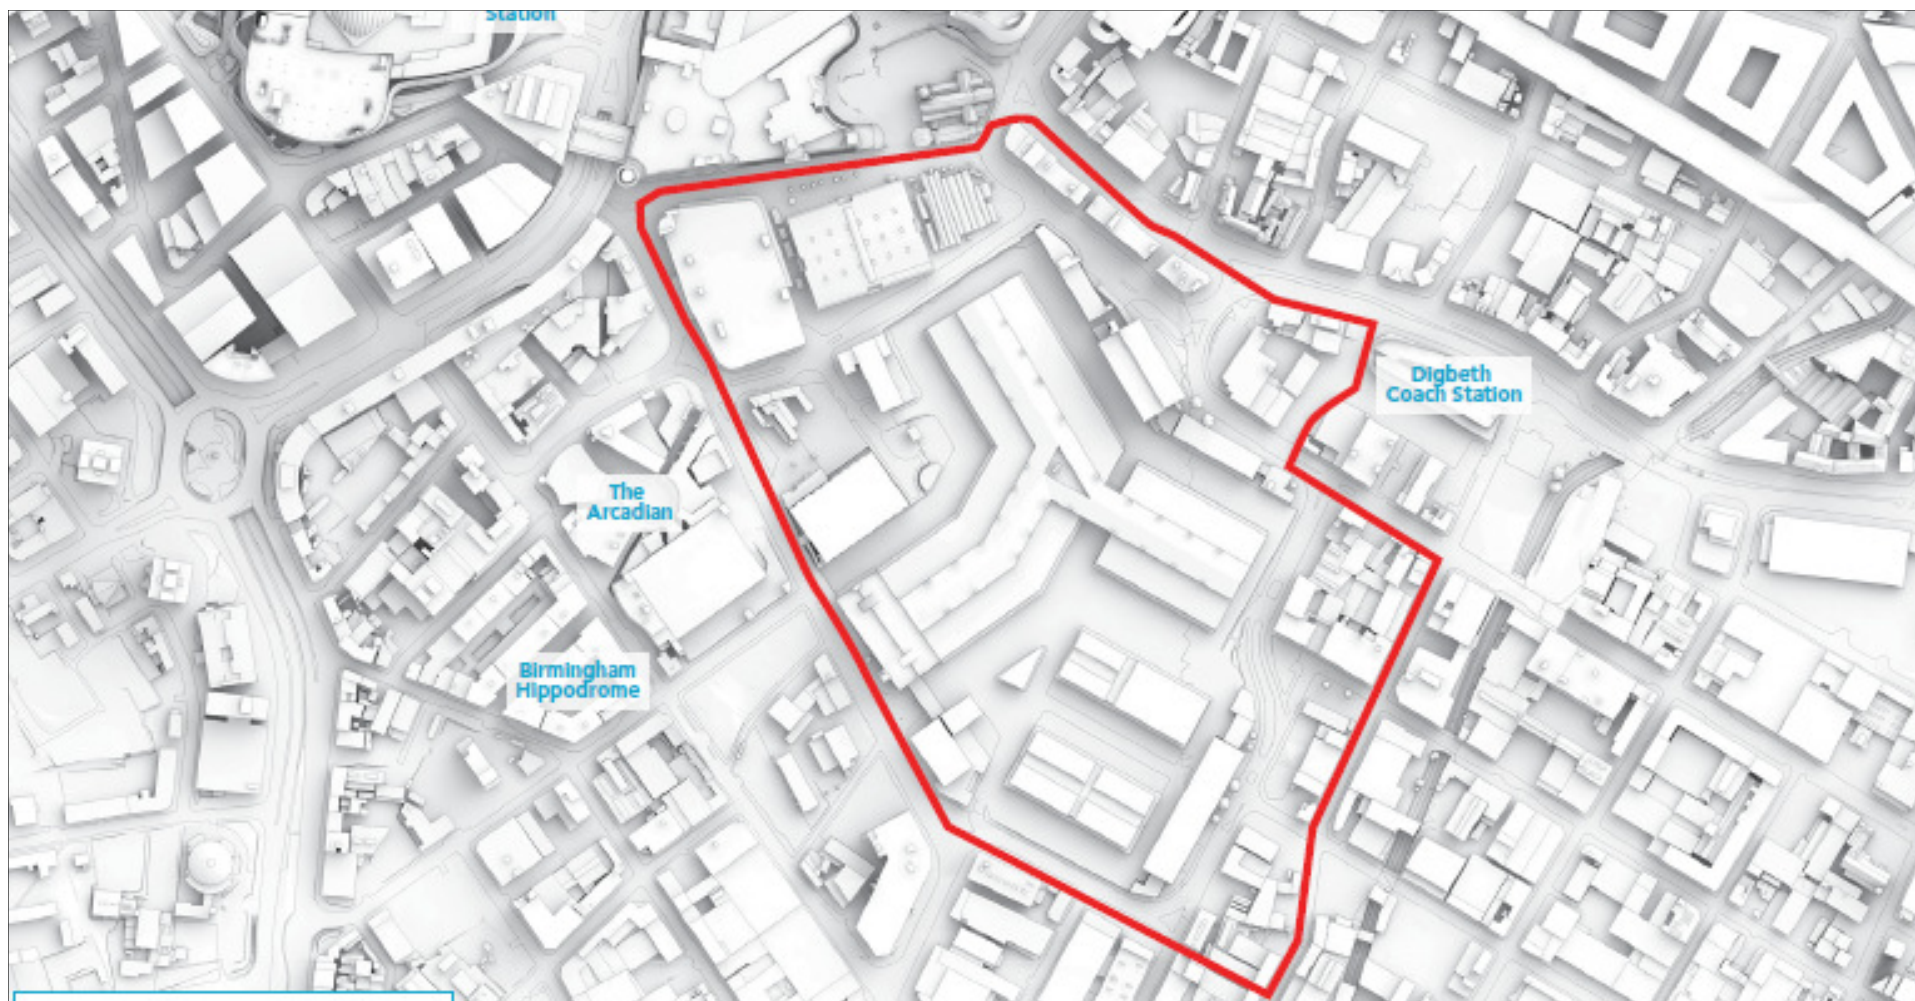 Station
Digbeth
Coach Station
The
Arcadian
Birmingham
Hippodrome